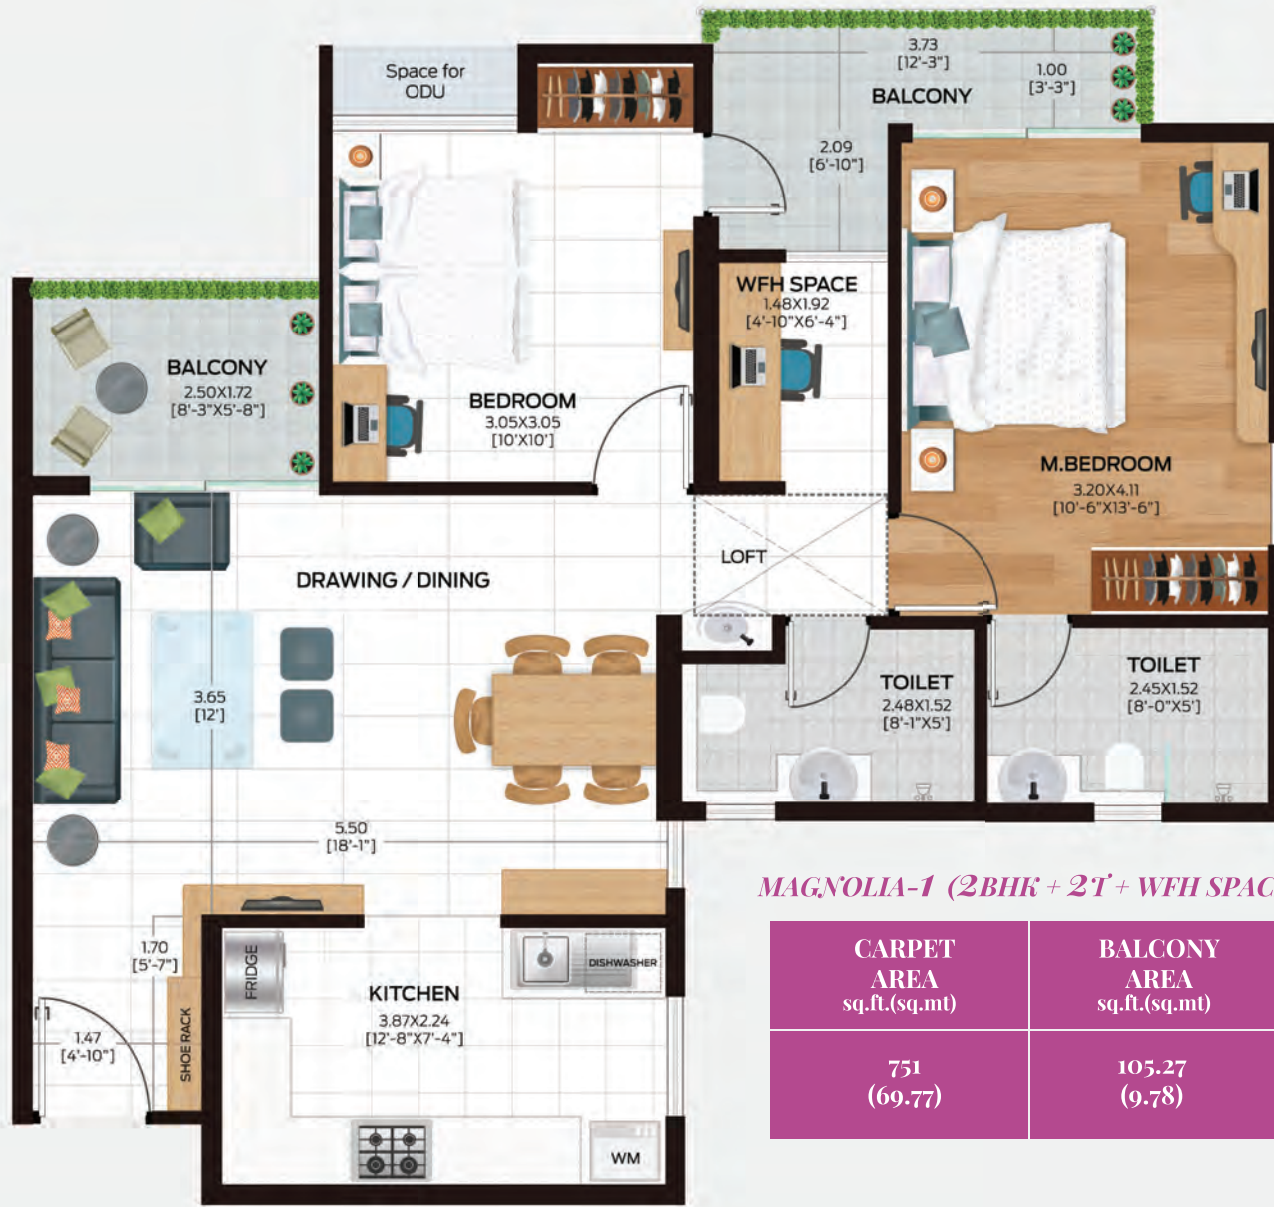 Space for
ODU
3.73
[12'-3"]
1.00
[3'-3"]
BALCONY
2.09
[6'-10"]
WFH SPACE
1.48X1.92
[4'-10"X6'-4"]
BALCONY
2.50X1.72
[8'-3"X5'-8"]
BEDROOM
3.05X3.05
[10'X10']
M.BEDROOM
3.20X4.11
[10'-6"X13'-6"]
LOFT
DRAWING / DINING
3.65
[12']
TOILET
2.48X1.52
[8'-1"X5']
TOILET
2.45X1.52
[8'-0"X5']
5.50
[18'-1"]
1.70
[5'-7"]
FRIDGE
DISHWASHER
KITCHEN
3.87X2.24
[12'-8"X7'-4"]
1.47
[4'-10"]
SHOE RACK
WM
MAGNOLIA-1 (2BHK + 2T + WFH SPAC
CARPET
AREA
sq.ft.(sq.mt)
BALCONY
AREA
sq.ft.(sq.mt)
751
(69.77)
105.27
(9.78)